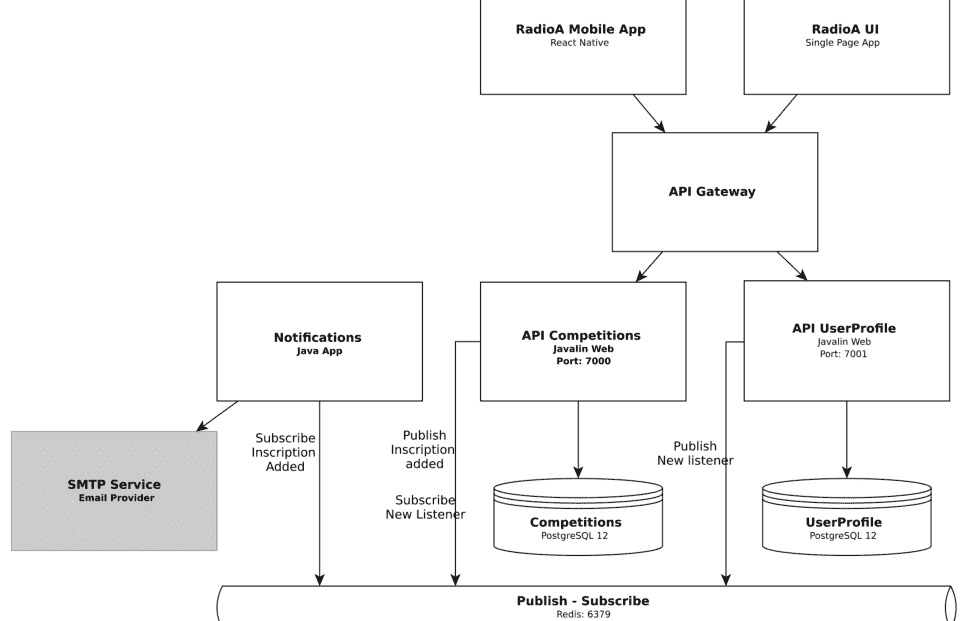 RadioA Mobile App
React Native
RadioA UI
Single Page App
API Gateway
Notifications
Java App
API Competitions
Javalin Web
Port: 7000
API UserProfile
Javalin Web
Port: 7001
SMTP Service
Email Provider
Subscribe
Inscription
Added
Publish
Inscription
added
Subscribe
New Listener
Publish
New listener
Competitions
PostgreSQL 12
UserProfile
PostgreSQL 12
Publish - Subscribe
Redis: 6379